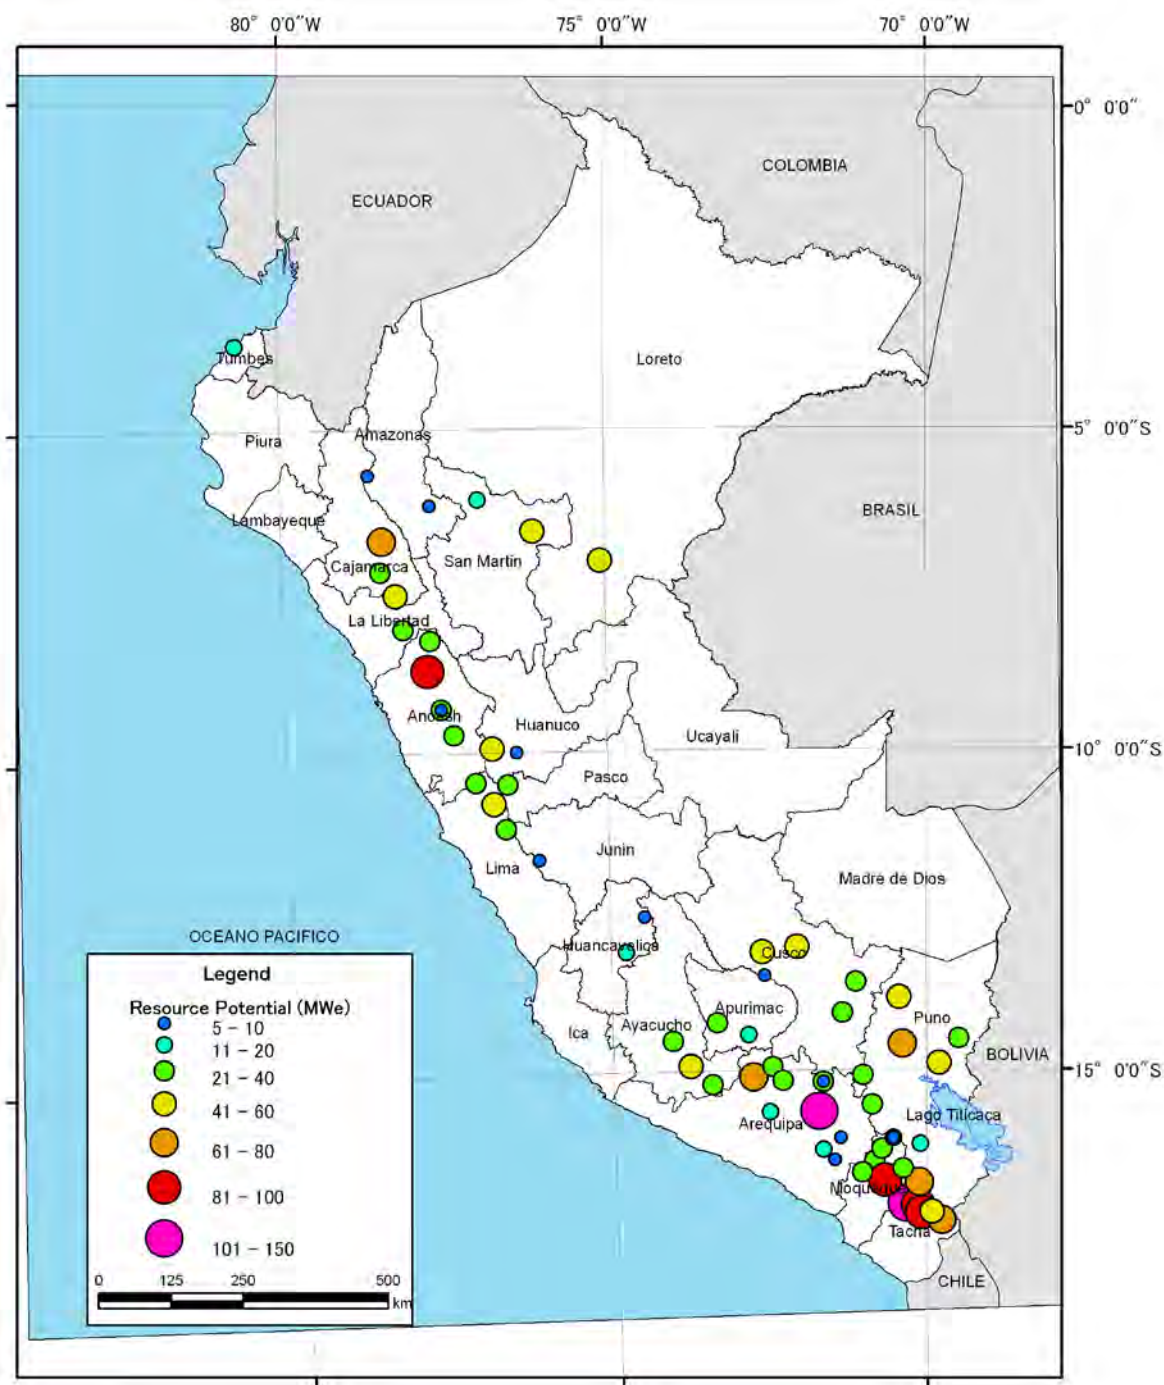 80° 0'0"W 75° 0'0"W 70° 0'0"W
0° 0'0"
COLOMBIA
ECUADOR
Tumbes
Loreto
5° 0'0"S
Amazonas
Piura
BRASIL
Lambayeque
San Martin
Cajamarca
La Libertad
Ancash
Huanuco
Ucayali
10° 0'0"S
Pasco
Junin
Lima
Madre de Dios
OCEANO PACIFICO
Huancavelica
Cusco
Legend
Resource Potential (MWe)
5 - 10
11 - 20
21 - 40
41 - 60
61 - 80
81 - 100
101 - 150
0 125 250 500
km
Apurimac
Puno
Ayacucho
Ica
BOLIVIA
15° 0'0"S
Lago Titicaca
Arequipa
Moquegua
Tacna
CHILE